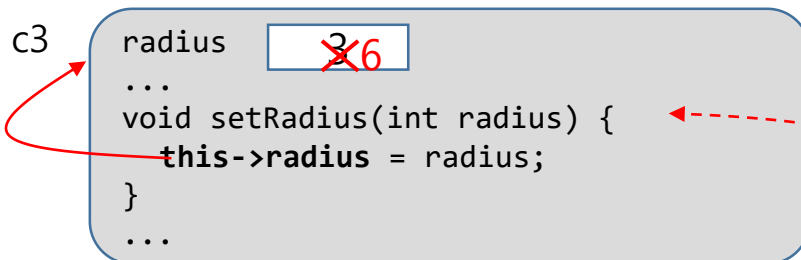 c3
radius 3 6
...
void setRadius(int radius) {
this->radius = radius;
}
...